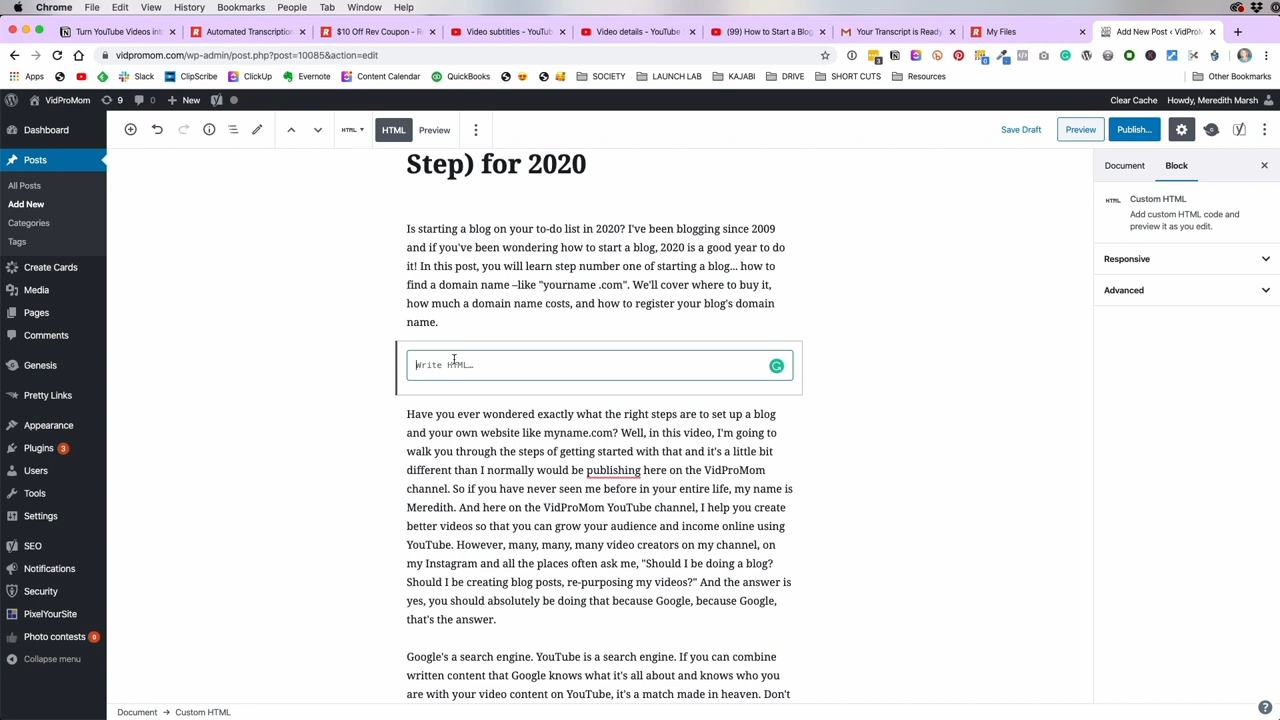 Chrome File Edit View History Bookmarks People Tab Window Help
Turn YouTube Videos int Automated Transcription $10 Off Rev Coupon - R Video subtitles - YouTub Video details - YouTube (99) How to Start a Blog Your Transcript is Ready My Files Add New Post ‹ VidProM
vidpromom.com/wp-admin/post.php?post=10085&action=edit
Apps Slack ClipScribe ClickUp Evernote Content Calendar QuickBooks SOCIETY LAUNCH LAB KAJABI DRIVE SHORT CUTS Resources Other Bookmarks
VidProMom 9 0 New Clear Cache Howdy, Meredith Marsh
Dashboard
Posts
All Posts
Add New
Categories
Tags
Create Cards
Media
Pages
Comments
Genesis
Pretty Links
Appearance
Plugins 3
Users
Tools
Settings
SEO
Notifications
Security
PixelYourSite
Photo contests 0
Collapse menu
HTML HTML Preview Save Draft Preview Publish...
Step) for 2020
Is starting a blog on your to-do list in 2020? I've been blogging since 2009
and if you've been wondering how to start a blog, 2020 is a good year to do
it! In this post, you will learn step number one of starting a blog... how to
find a domain name –like "yourname .com". We'll cover where to buy it,
how much a domain name costs, and how to register your blog's domain
name.
Write HTML…
Have you ever wondered exactly what the right steps are to set up a blog
and your own website like myname.com? Well, in this video, I'm going to
walk you through the steps of getting started with that and it's a little bit
different than I normally would be publishing here on the VidProMom
channel. So if you have never seen me before in your entire life, my name is
Meredith. And here on the VidProMom YouTube channel, I help you create
better videos so that you can grow your audience and income online using
YouTube. However, many, many, many video creators on my channel, on
my Instagram and all the places often ask me, "Should I be doing a blog?
Should I be creating blog posts, re-purposing my videos?" And the answer is
yes, you should absolutely be doing that because Google, because Google,
that's the answer.
Google's a search engine. YouTube is a search engine. If you can combine
written content that Google knows what it's all about and knows who you
are with your video content on YouTube, it's a match made in heaven. Don't
Document Block
HTML Custom HTML
Add custom HTML code and
preview it as you edit.
Responsive
Advanced
Document → Custom HTML